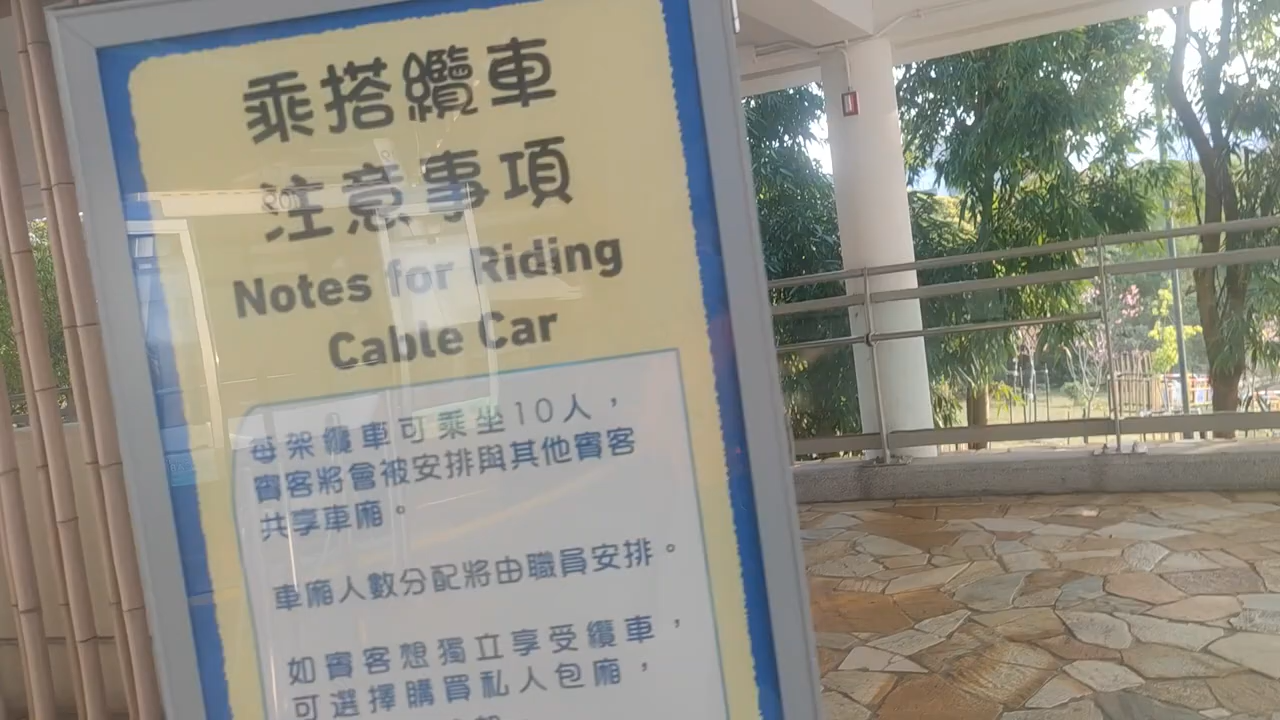 乘搭纜車
注意事項
Notes for Riding
Cable Car
每架纜車可乘坐10人，
賓客將會被安排與其他賓客
共享車廂。
車廂人數分配將由職員安排。
如賓客想獨立享受纜車，
可選擇購買私人包廂，